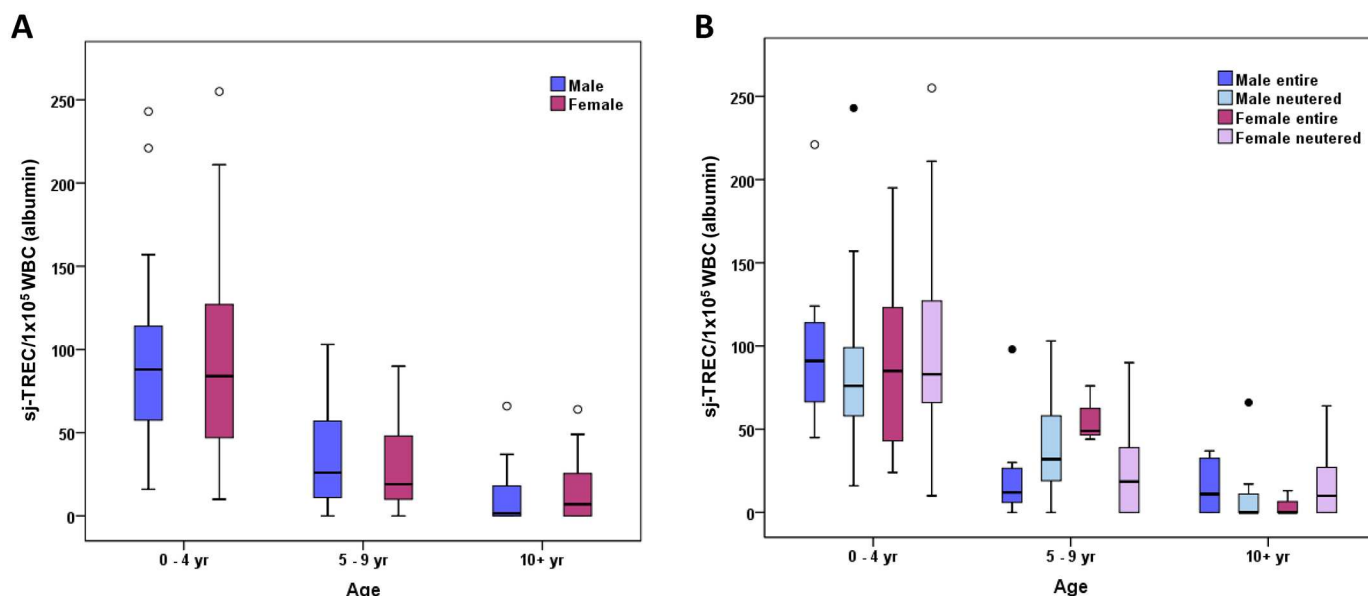 A
sj-TREC/1x10⁵ WBC (albumin)
250
200
150
100
50
0
Male
Female
0 - 4 yr
5 - 9 yr
10+ yr
Age
B
sj-TREC/1x10⁵ WBC (albumin)
250
200
150
100
50
0
Male entire
Male neutered
Female entire
Female neutered
0 - 4 yr
5 - 9 yr
10+ yr
Age